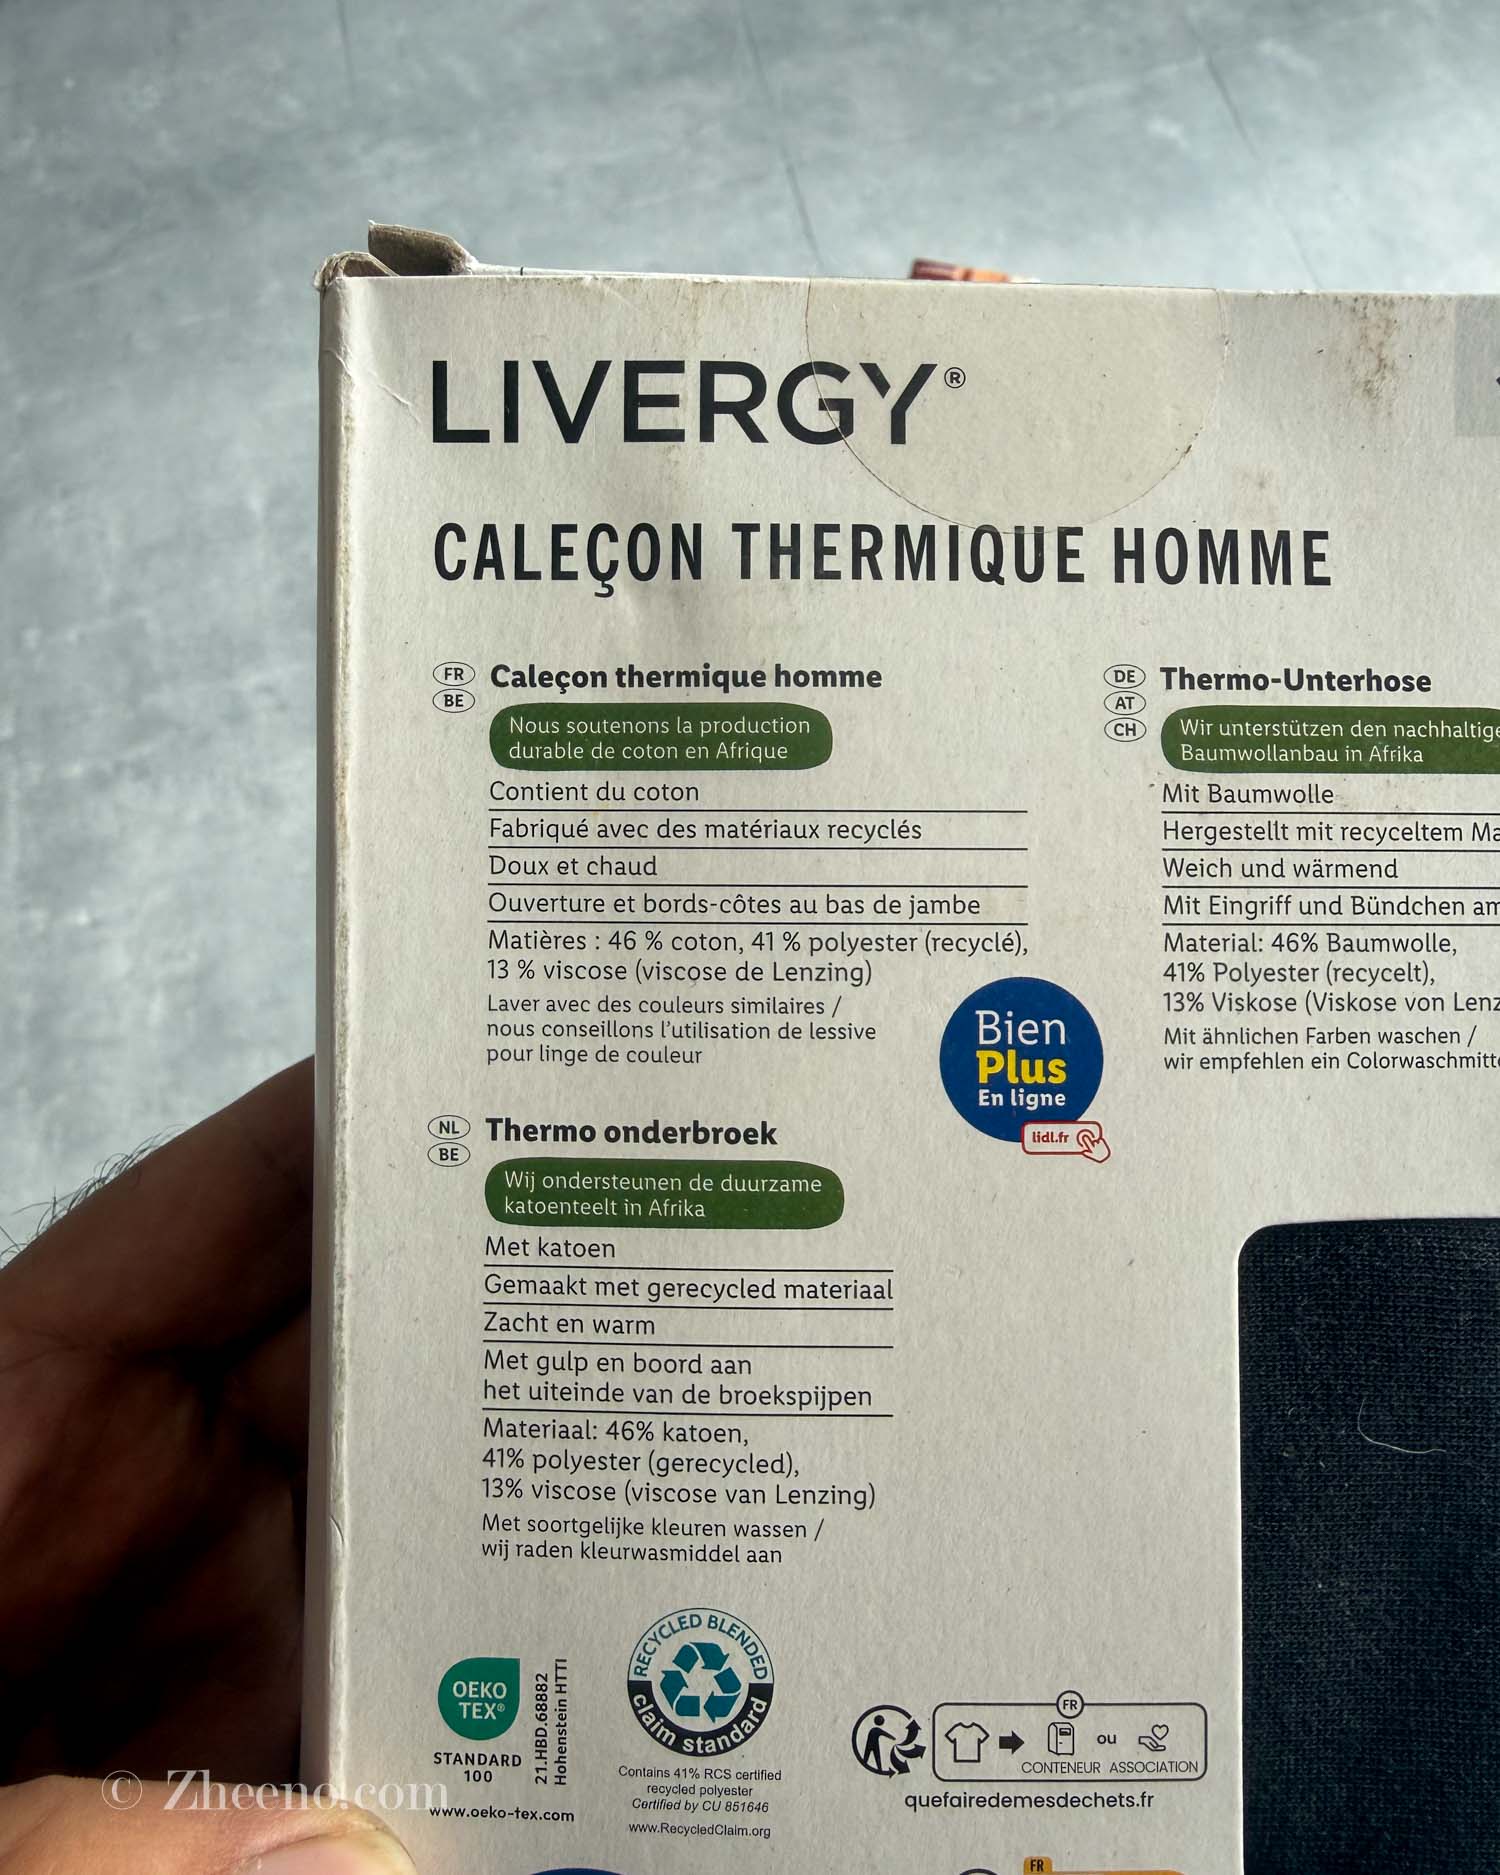 LIVERGY®
CALEÇON THERMIQUE HOMME
FR
BE
Caleçon thermique homme
Nous soutenons la production
durable de coton en Afrique
Contient du coton
Fabriqué avec des matériaux recyclés
Doux et chaud
Ouverture et bords-côtes au bas de jambe
Matières : 46 % coton, 41 % polyester (recyclé),
13 % viscose (viscose de Lenzing)
Laver avec des couleurs similaires /
nous conseillons l'utilisation de lessive
pour linge de couleur
Bien
Plus
En ligne
lidl.fr
DE
AT
CH
Thermo-Unterhose
Wir unterstützen den nachhaltige
Baumwollanbau in Afrika
Mit Baumwolle
Hergestellt mit recyceltem Ma
Weich und wärmend
Mit Eingriff und Bündchen am
Material: 46% Baumwolle,
41% Polyester (recycelt),
13% Viskose (Viskose von Lenz
Mit ähnlichen Farben waschen /
wir empfehlen ein Colorwaschmitte
NL
BE
Thermo onderbroek
Wij ondersteunen de duurzame
katoenteelt in Afrika
Met katoen
Gemaakt met gerecycled materiaal
Zacht en warm
Met gulp en boord aan
het uiteinde van de broekspijpen
Materiaal: 46% katoen,
41% polyester (gerecycled),
13% viscose (viscose van Lenzing)
Met soortgelijke kleuren wassen /
wij raden kleurwasmiddel aan
OEKO
TEX®
STANDARD
100
21.HBD.68882
Hohenstein HTTI
www.oeko-tex.com
RECYCLED BLENDED
claim standard
Contains 41% RCS certified
recycled polyester
Certified by CU 851646
www.RecycledClaim.org
FR
ou
CONTENEUR ASSOCIATION
quefairedemesdechets.fr
FR
© Zheeno.com